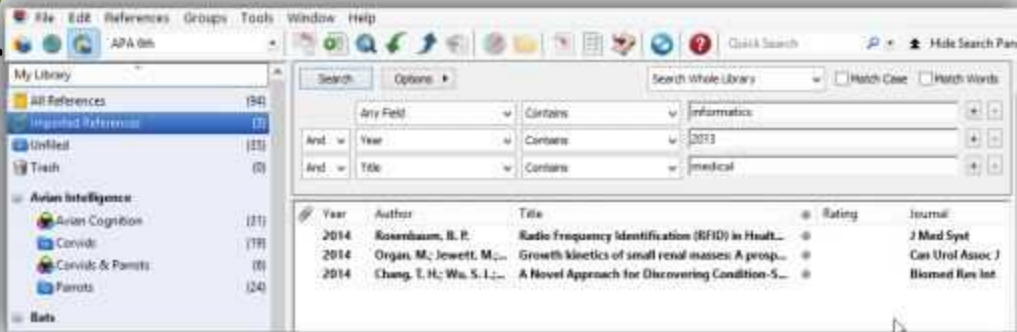 File Edit References Groups Tools Window Help
APA 6th Quick Search Hide Search Pan
My Library
All References (94)
Imported References (3)
Unfiled
Trash (0)
Avian Intelligence
Avian Cognition (21)
Corvids (19)
Corvids & Parrots
Parrots (24)
Bats
Search Options Search Whole Library Match Case Match Words
Any Field Contains informatics
And Year Contains 2013
And Title Contains medical
Year Author Title Rating Journal
2014 Rosenbaum, B. P. Radio Frequency Identification (RFID) in Healt... J Med Syst
2014 Organ, M.; Jewett, M.;... Growth kinetics of small renal masses: A prosp... Can Urol Assoc J
2014 Chang, T. H.; Wu, S. L.;... A Novel Approach for Discovering Condition-S... Biomed Res Int